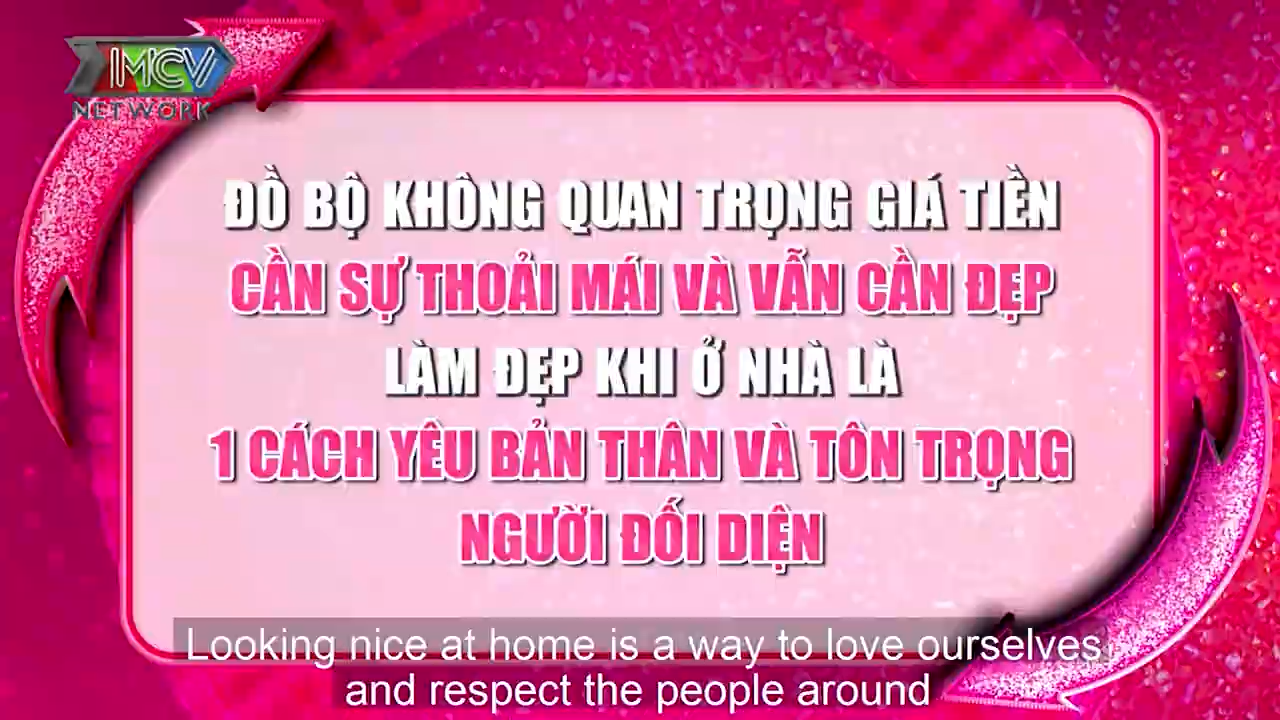 MCV
NETWORK
ĐỒ BỘ KHÔNG QUAN TRỌNG GIÁ TIỀN
CẦN SỰ THOẢI MÁI VÀ VẪN CẦN ĐẸP
LÀM ĐẸP KHI Ở NHÀ LÀ
1 CÁCH YÊU BẢN THÂN VÀ TÔN TRỌNG
NGƯỜI ĐỐI DIỆN
Looking nice at home is a way to love ourselves
and respect the people around